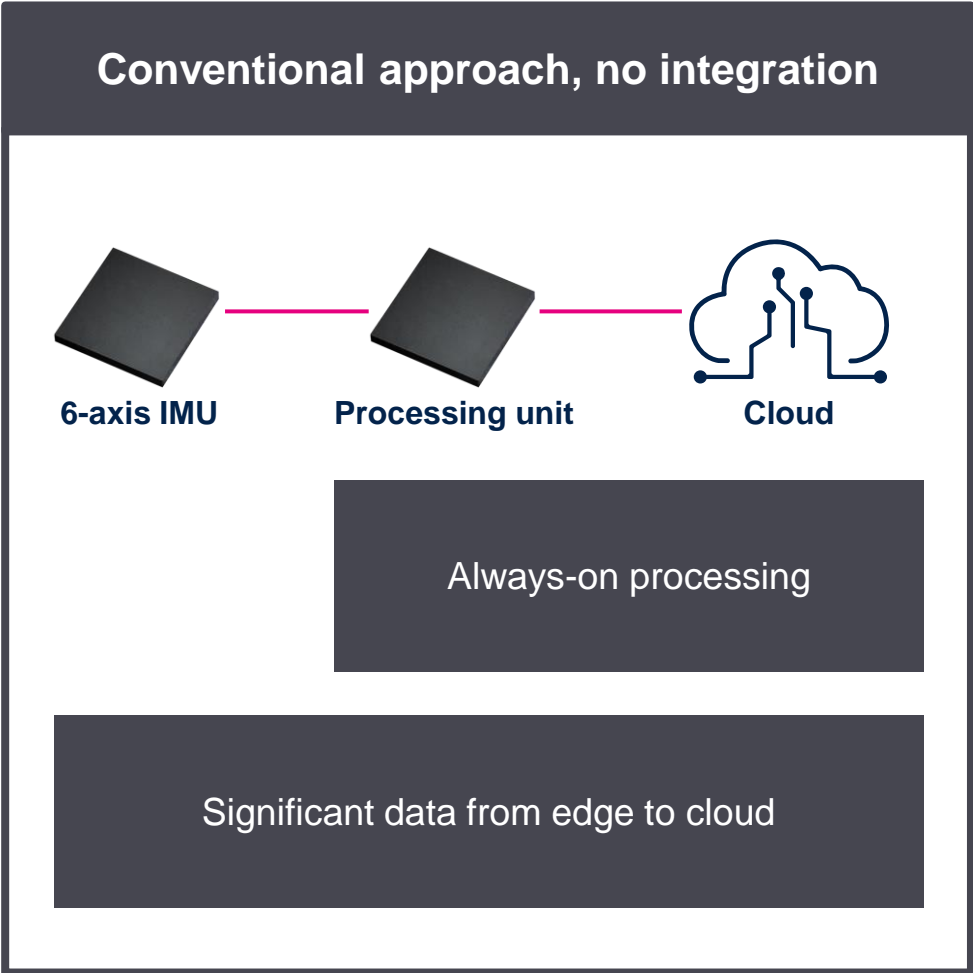 Conventional approach, no integration
6-axis IMU
Processing unit
Cloud
Always-on processing
Significant data from edge to cloud